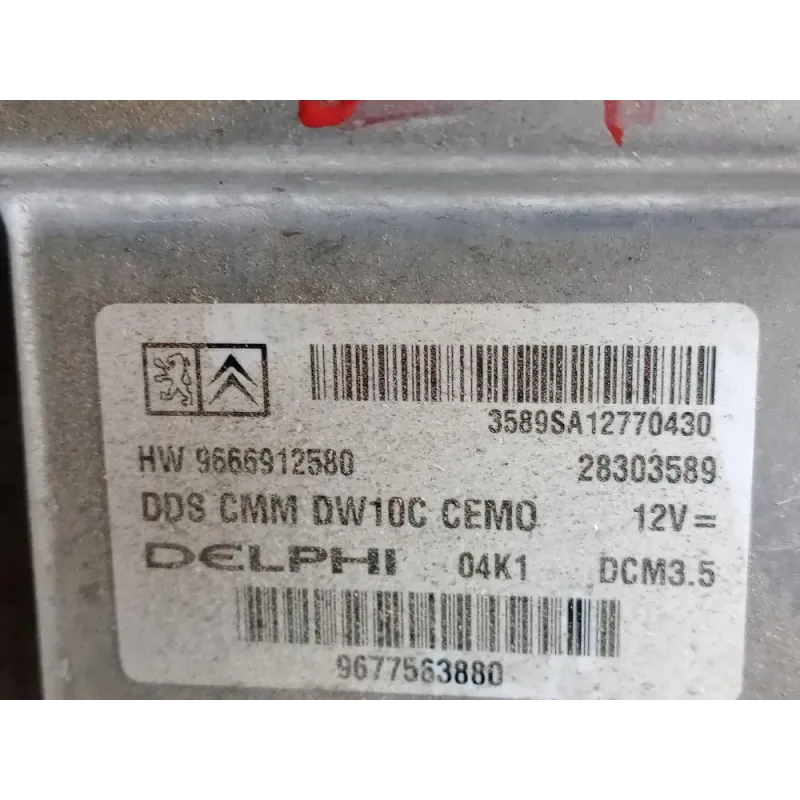 3589SA12770430
HW 9666912580 28303589
DDS CMM DW10C CEMO 12V=
DELPHI 04K1 DCM3.5
9677563880